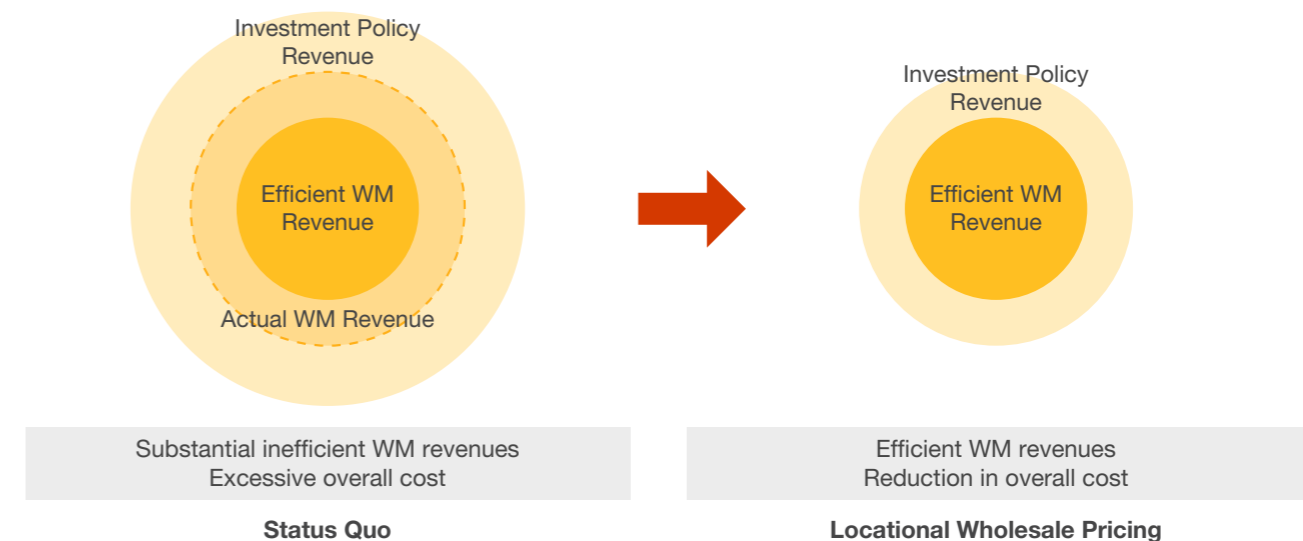 Investment Policy
Revenue
Efficient WM
Revenue
Actual WM Revenue
Substantial inefficient WM revenues
Excessive overall cost
Status Quo
Investment Policy
Revenue
Efficient WM
Revenue
Efficient WM revenues
Reduction in overall cost
Locational Wholesale Pricing